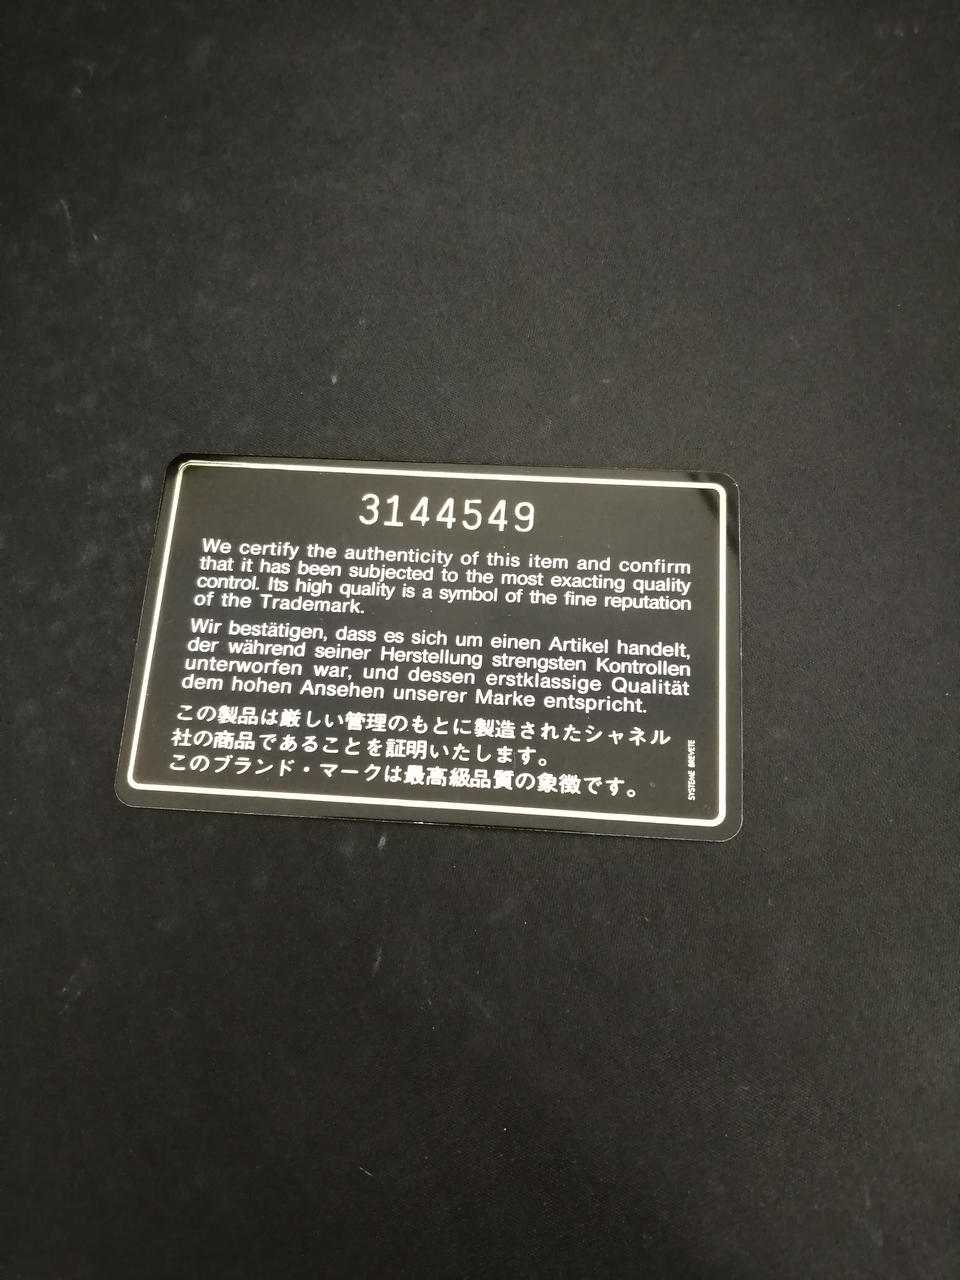 3144549
We certify the authenticity of this item and confirm
that it has been subjected to the most exacting quality
control. Its high quality is a symbol of the fine reputation
of the Trademark.
Wir bestätigen, dass es sich um einen Artikel handelt,
der während seiner Herstellung strengsten Kontrollen
unterworfen war, und dessen erstklassige Qualität
dem hohen Ansehen unserer Marke entspricht.
この製品は厳しい管理のもとに製造されたシャネル
社の商品であることを証明いたします。
このブランド・マークは最高級品質の象徴です。
SYSTEME BREVETE